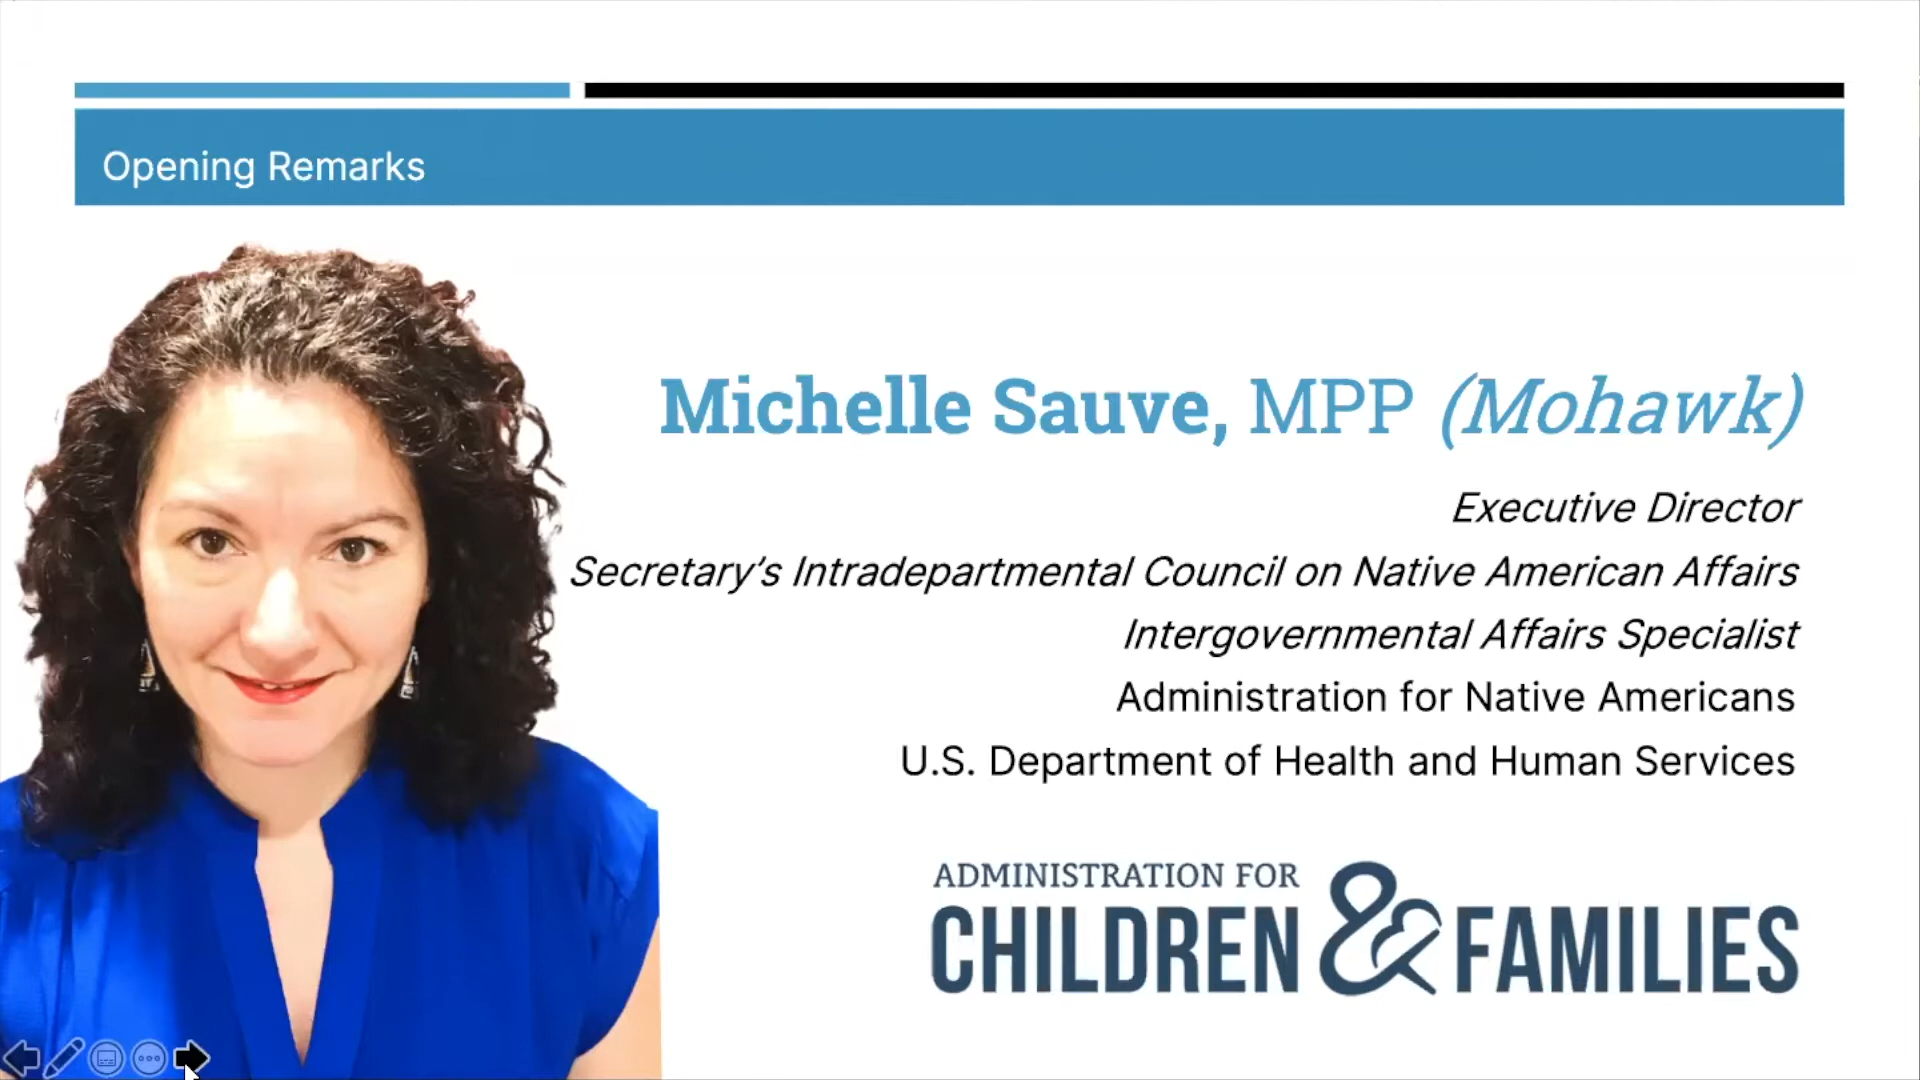 Opening Remarks
Michelle Sauve, MPP (Mohawk)
Executive Director
Secretary's Intradepartmental Council on Native American Affairs
Intergovernmental Affairs Specialist
Administration for Native Americans
U.S. Department of Health and Human Services
ADMINISTRATION FOR
CHILDREN & FAMILIES